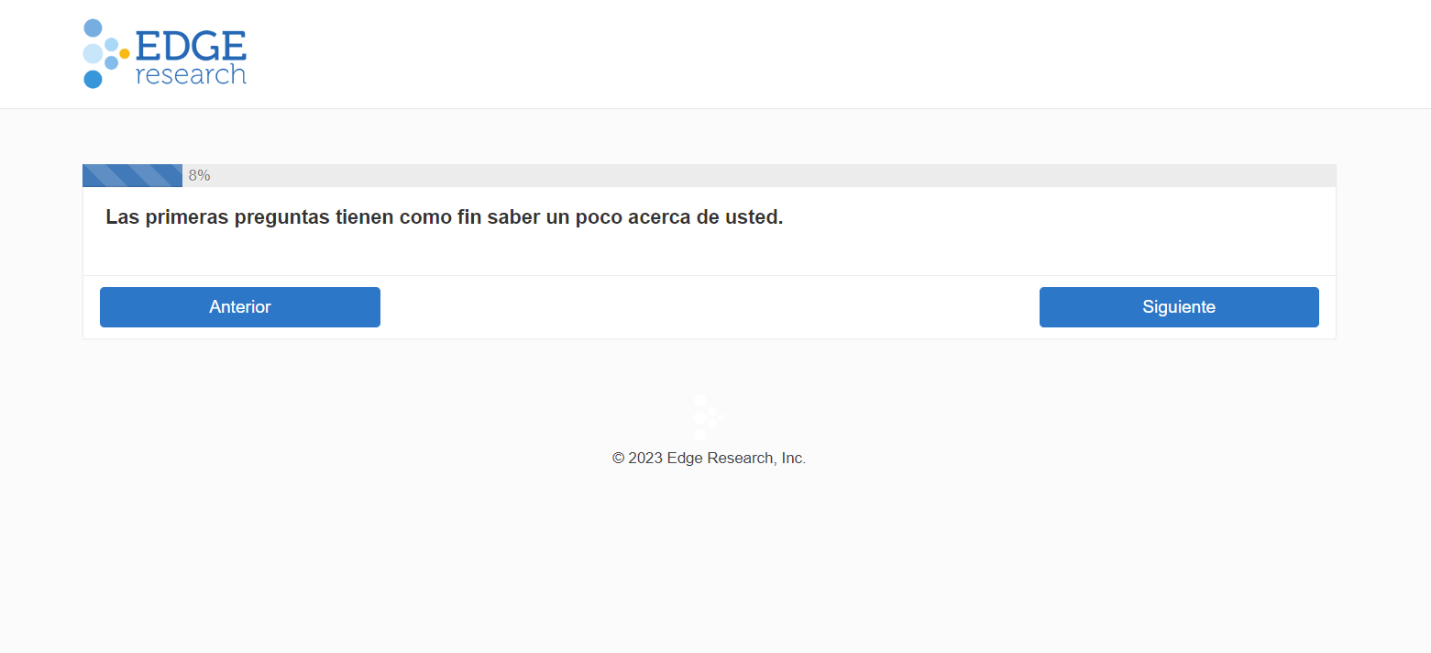 EDGE
research
8%
Las primeras preguntas tienen como fin saber un poco acerca de usted.
Anterior
Siguiente
© 2023 Edge Research, Inc.